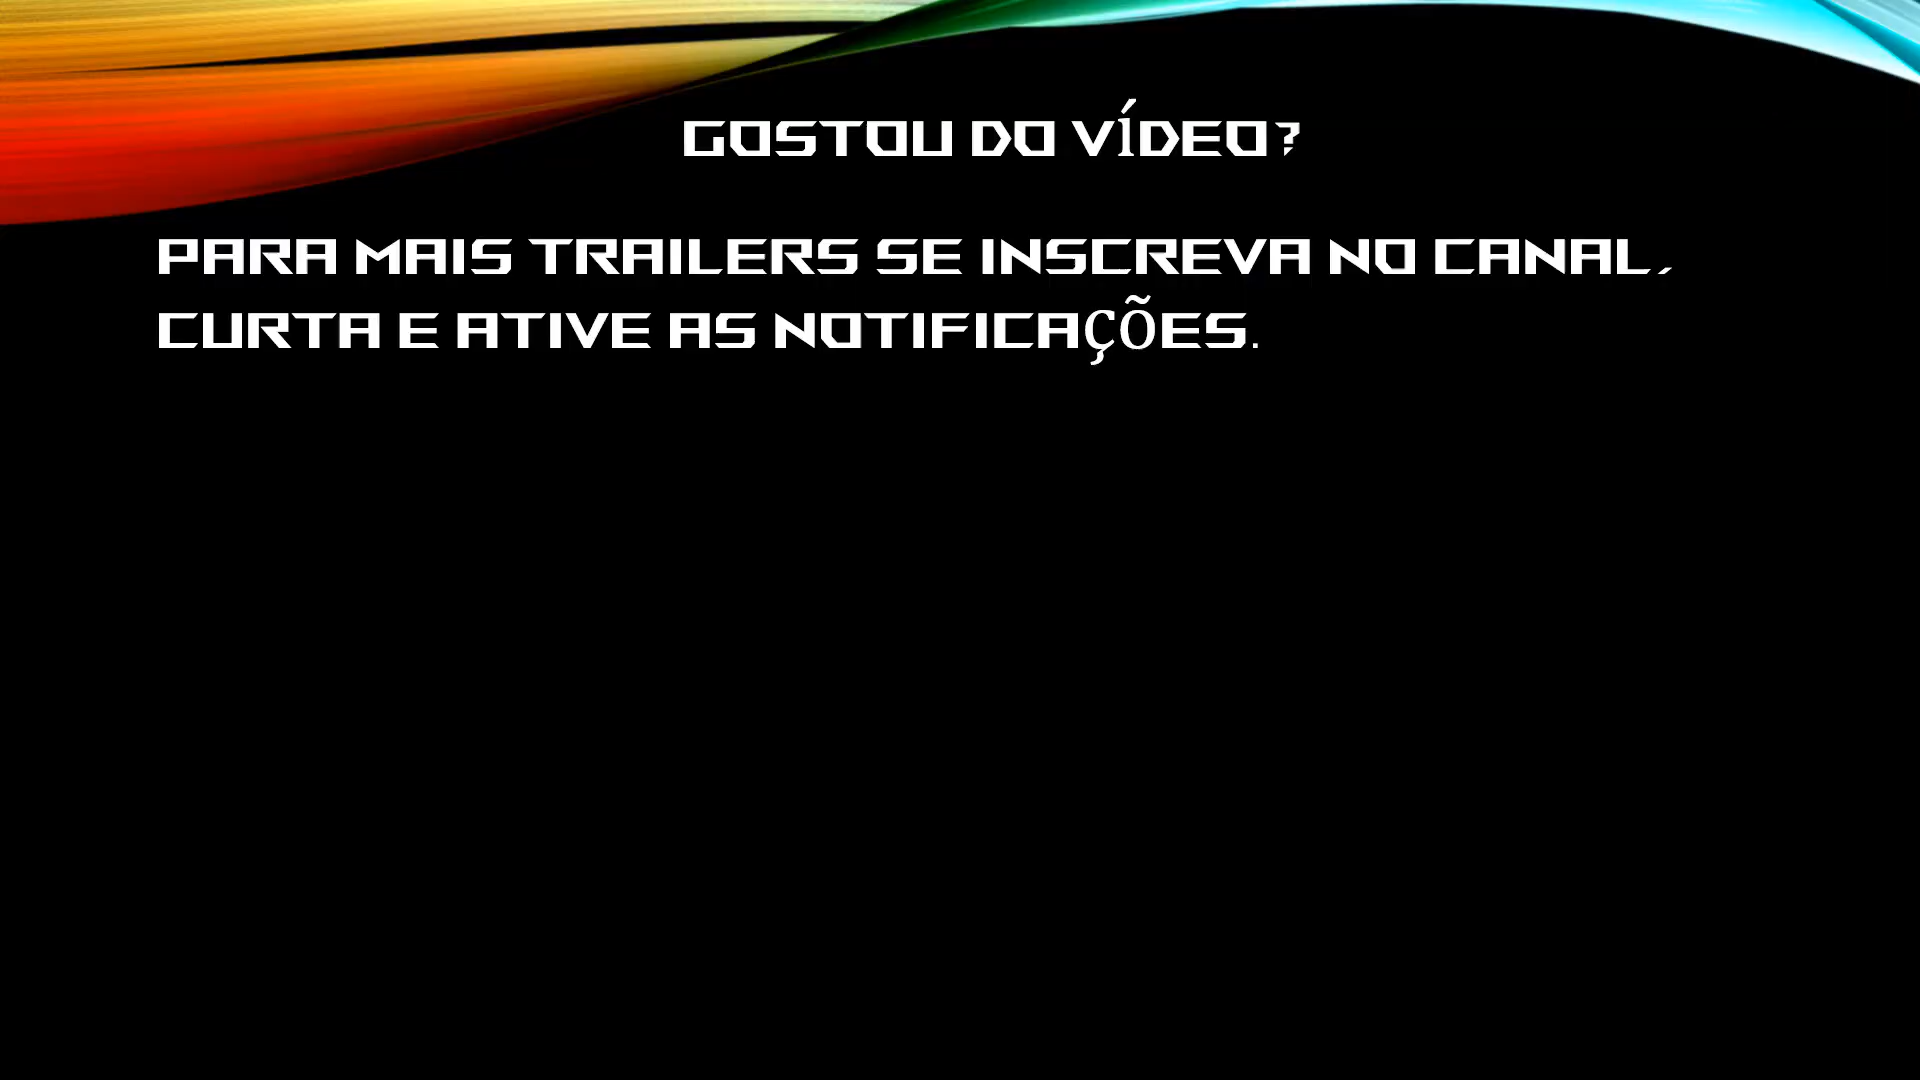 GOSTOU DO VÍDEO?
PARA MAIS TRAILERS SE INSCREVA NO CANAL,
CURTA E ATIVE AS NOTIFICAÇÕES.